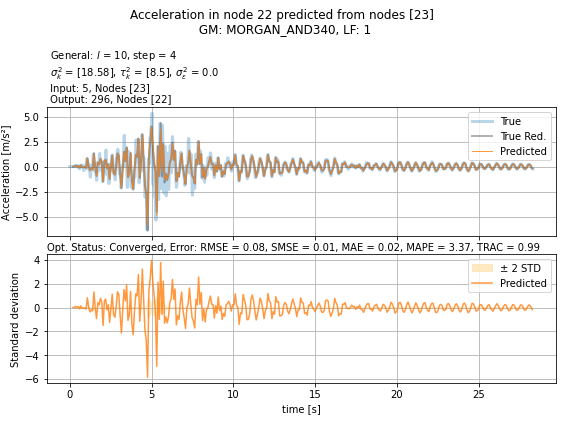 Acceleration in node 22 predicted from nodes [23]
GM: MORGAN_AND340, LF: 1
General: l = 10, step = 4
σ²ₖ = [18.58], τ²ₖ = [8.5], σ²ε = 0.0
Input: 5, Nodes [23]
Output: 296, Nodes [22]
Acceleration [m/s²]
5.0
2.5
0.0
−2.5
−5.0
True
True Red.
Predicted
Opt. Status: Converged, Error: RMSE = 0.08, SMSE = 0.01, MAE = 0.02, MAPE = 3.37, TRAC = 0.99
Standard deviation
4
2
0
−2
−4
−6
± 2 STD
Predicted
0 5 10 15 20 25
time [s]